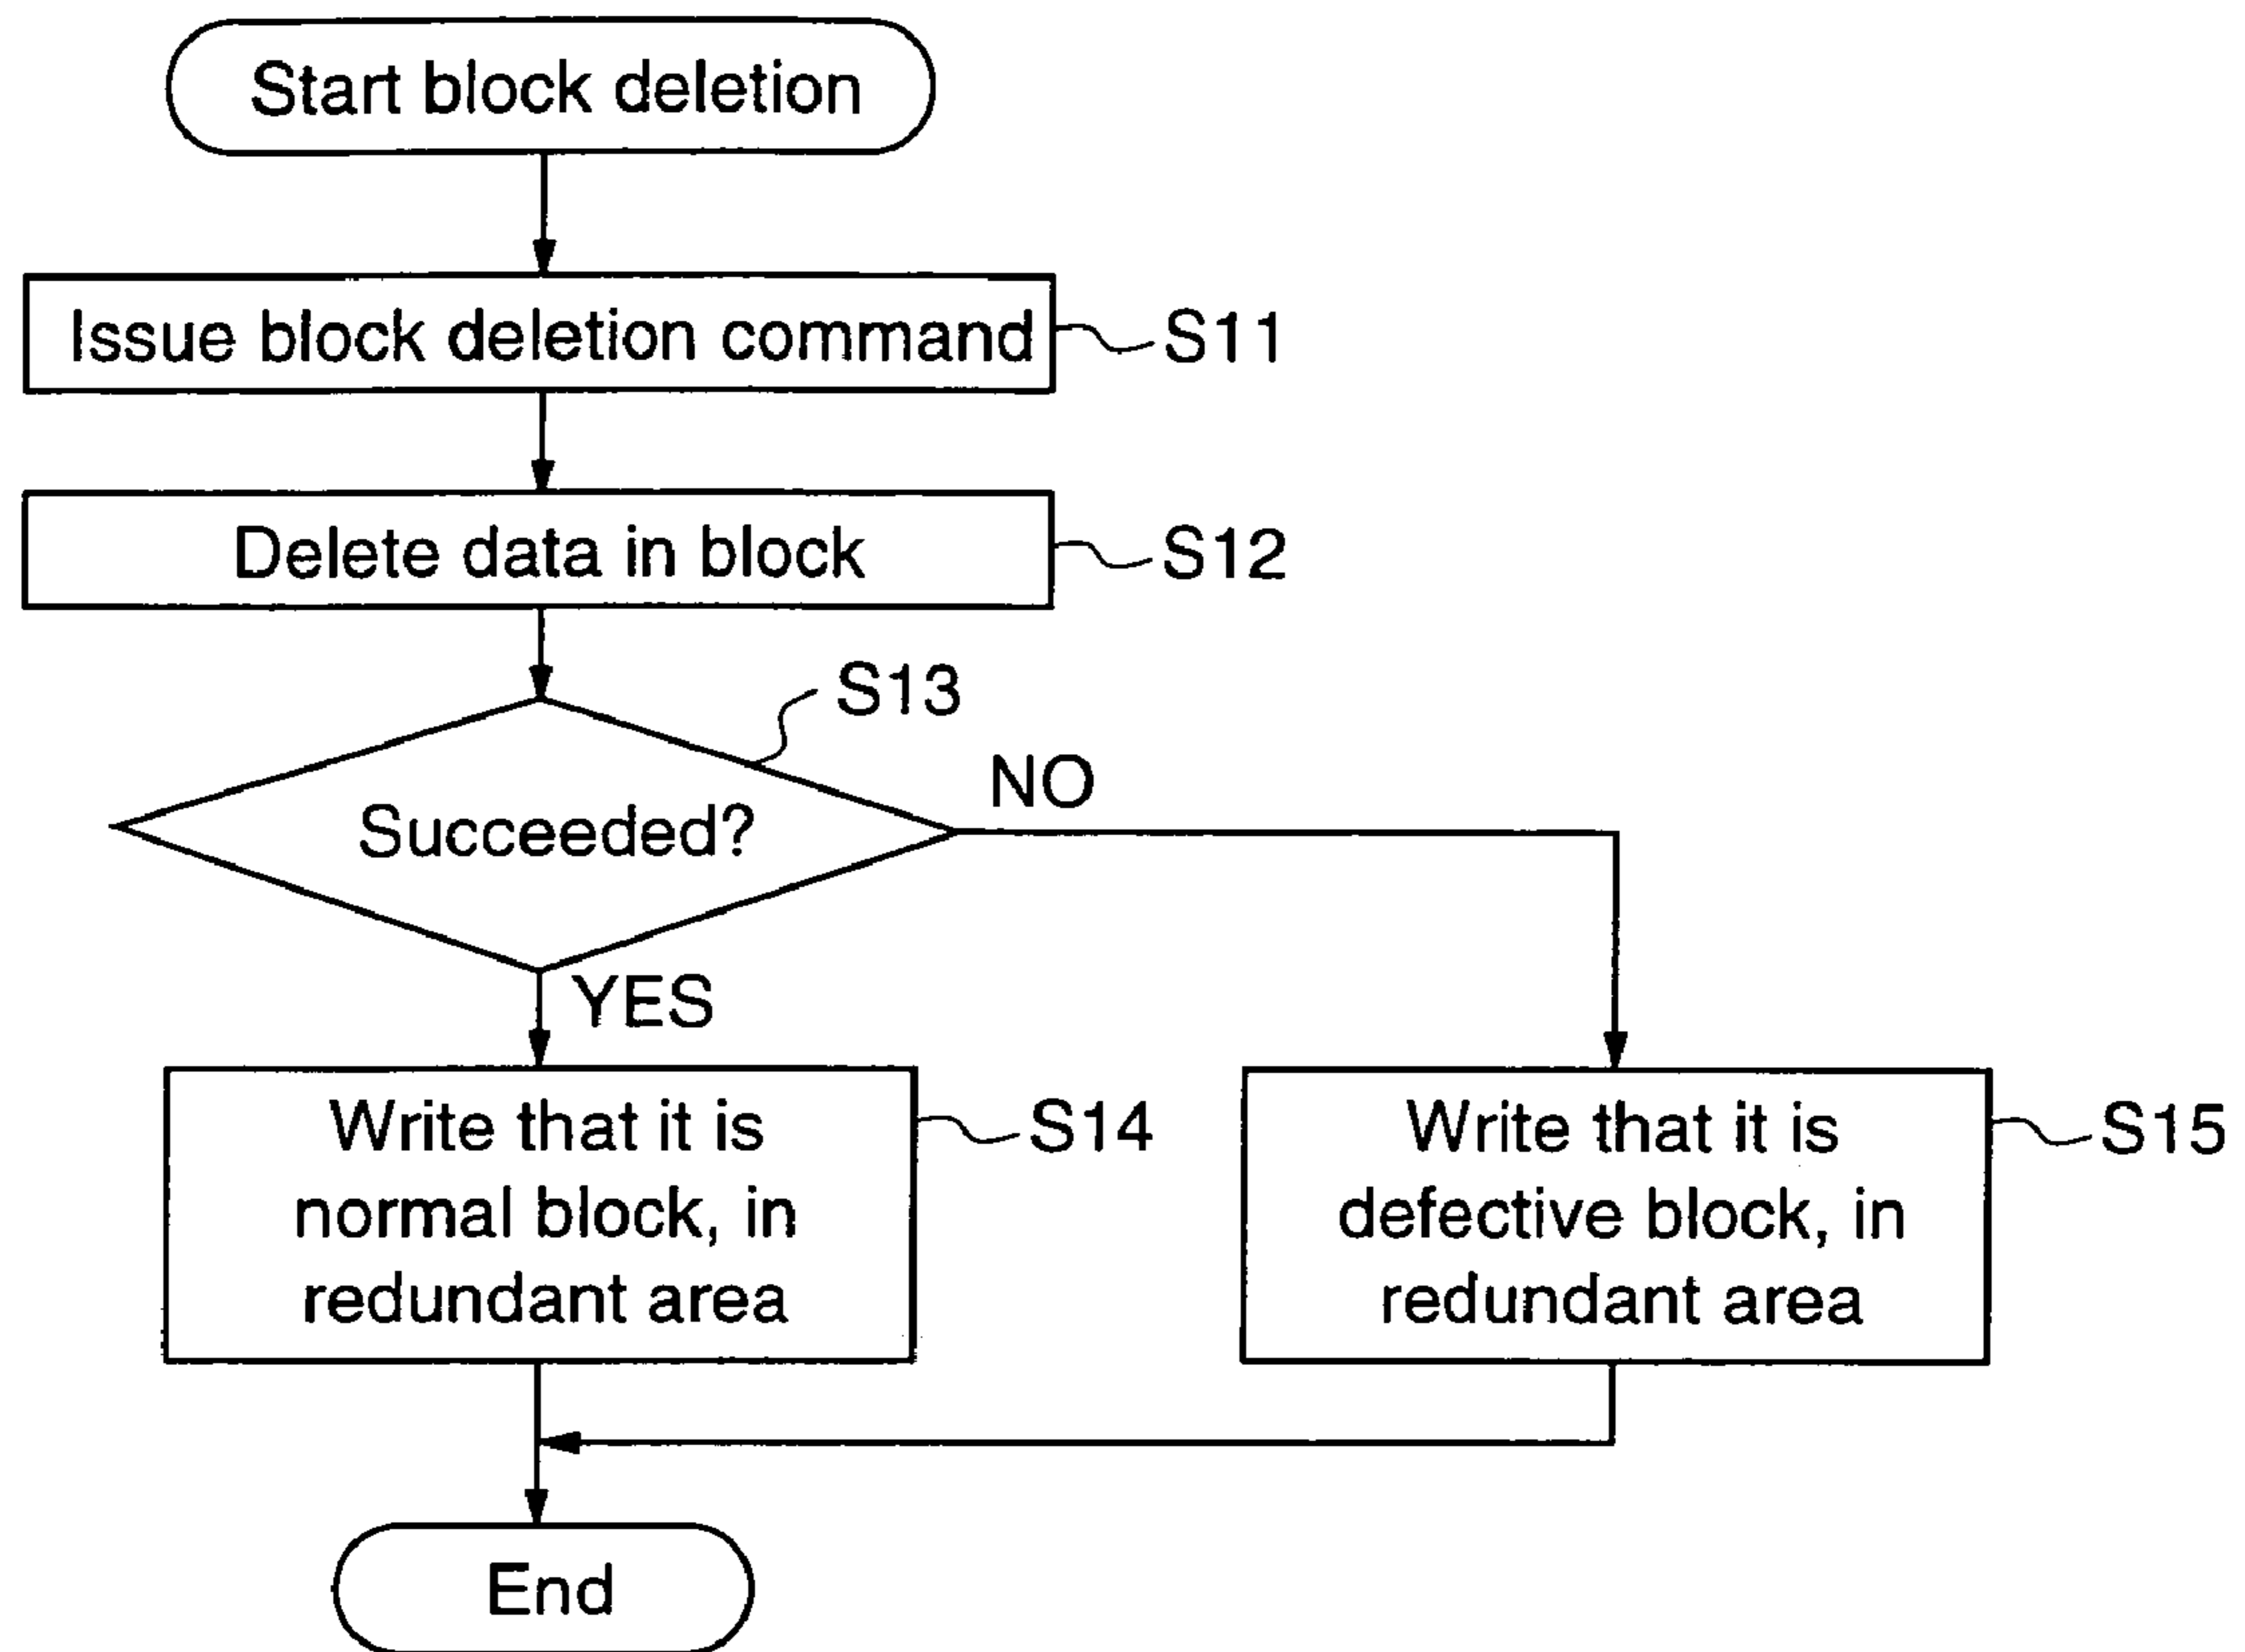 Start block deletion
Issue block deletion command
S11
Delete data in block
S12
S13
Succeeded?
NO
YES
Write that it is
normal block, in
redundant area
S14
Write that it is
defective block, in
redundant area
S15
End